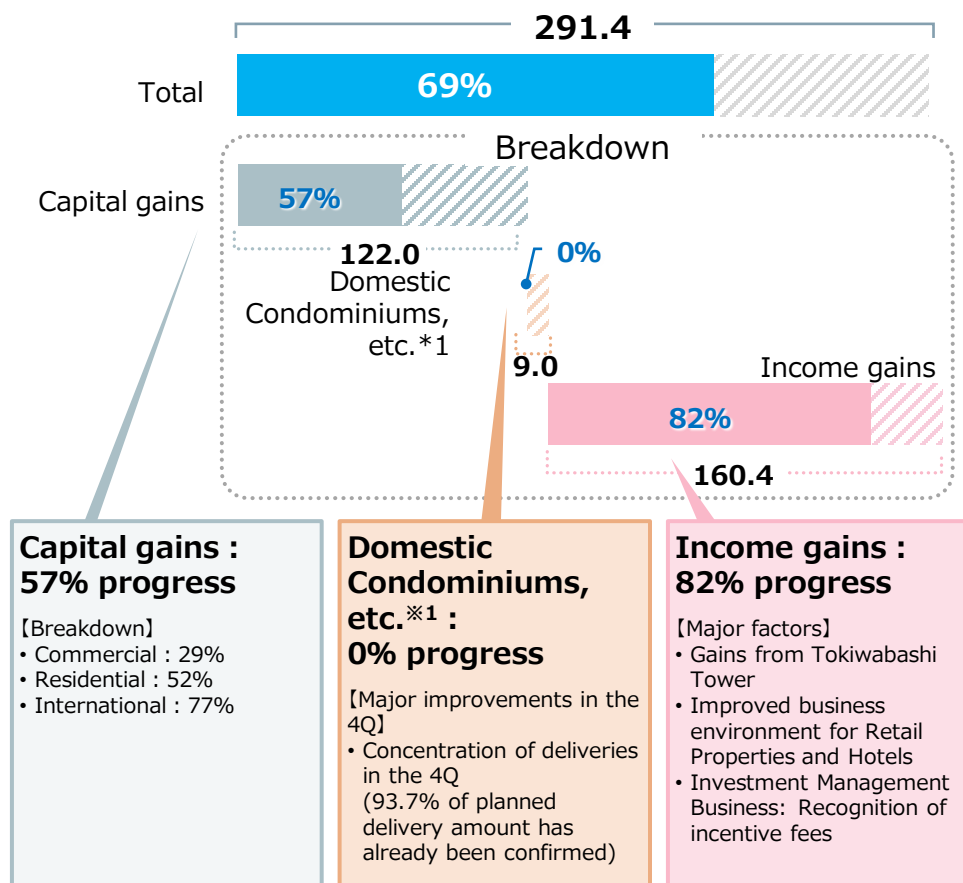 291.4
Total
69%
Breakdown
Capital gains
57%
122.0
0%
Domestic
Condominiums,
etc.*1
9.0
Income gains
82%
160.4
Capital gains :
57% progress
【Breakdown】
• Commercial : 29%
• Residential : 52%
• International : 77%
Domestic
Condominiums,
etc.※1 :
0% progress
【Major improvements in the
4Q】
• Concentration of deliveries
in the 4Q
(93.7% of planned
delivery amount has
already been confirmed)
Income gains :
82% progress
【Major factors】
• Gains from Tokiwabashi
Tower
• Improved business
environment for Retail
Properties and Hotels
• Investment Management
Business: Recognition of
incentive fees